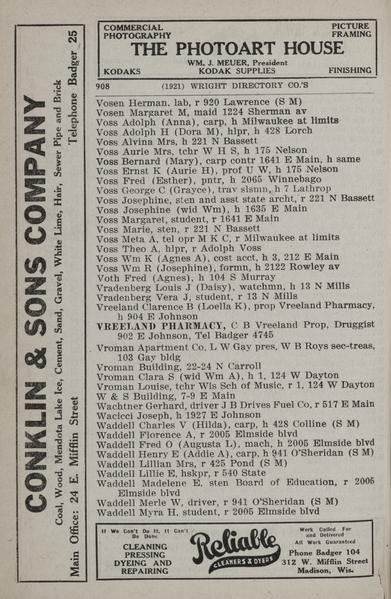 COMMERCIAL PHOTOGRAPHY
PICTURE FRAMING
THE PHOTOART HOUSE
WM. J. MEUER, President
KODAKS KODAK SUPPLIES FINISHING
908 (1921) WRIGHT DIRECTORY CO.'S
Vosen Herman, lab, r 920 Lawrence (S M)
Vosen Margaret M, maid 1224 Sherman av
Voss Adolph (Anna), carp, h Milwaukee at limits
Voss Adolph H (Dora M), hlpr, h 428 Lorch
Voss Alvina Mrs, h 221 N Bassett
Voss Aurie Mrs, tchr W H S, h 175 Nelson
Voss Bernard (Mary), carp contr 1641 E Main, h same
Voss Ernst K (Aurie H), prof U W, h 175 Nelson
Voss Fred (Esther), pntr, h 2065 Winnebago
Voss George C (Grayce), trav slsmn, h 7 Lathrop
Voss Josephine, sten and asst state archt, r 221 N Bassett
Voss Josephine (wid Wm), h 1635 E Main
Voss Margaret, student, r 1641 E Main
Voss Marie, sten, r 221 N Bassett
Voss Meta A, tel opr M K C, r Milwaukee at limits
Voss Theo A, hlpr, r Adolph Voss
Voss Wm K (Agnes A), cost acct, h 3, 212 E Main
Voss Wm R (Josephine), formn, h 2122 Rowley av
Voth Fred (Agnes), h 104 S Murray
Vradenberg Louis J (Daisy), watchmn, h 13 N Mills
Vradenberg Vera J, student, r 13 N Mills
Vreeland Clarence B (Loella K), prop Vreeland Pharmacy,
h 904 E Johnson
VREELAND PHARMACY, C B Vreeland Prop, Druggist
902 E Johnson, Tel Badger 4745
Vroman Apartment Co, L W Gay pres, W B Roys sec-treas,
103 Gay bldg
Vroman Building, 22-24 N Carroll
Vroman Clara S (wid Wm A), h 1, 124 W Dayton
Vroman Louise, tchr Wis Sch of Music, r 1, 124 W Dayton
W & S Building, 7-9 E Main
Wachtner Gerhard, driver J B Drives Fuel Co, r 517 E Main
Waclcci Joseph, h 1927 E Johnson
Waddell Charles V (Hilda), carp, h 428 Colline (S M)
Waddell Florence A, r 2005 Elmside blvd
Waddell Fred O (Augusta L), mach, h 2005 Elmside blvd
Waddell Henry E (Addie A), carp, h 941 O'Sheridan (S M)
Waddell Lillian Mrs, r 425 Pond (S M)
Waddell Lillie E, hskpr, r 540 State
Waddell Madelene E. sten Board of Education, r 2005
Elmside blvd
Waddell Merle W, driver, r 941 O'Sheridan (S M)
Waddell Myra H, student, r 2005 Elmside blvd
CONKLIN & SONS COMPANY
Coal, Wood, Mendota Lake Ice, Cement, Sand, Gravel, White Lime, Hair, Sewer Pipe and Brick
Main Office: 24 E. Mifflin Street Telephone Badger 25
If We Can't Do It, It Can't Be Done
CLEANING
PRESSING
DYEING AND
REPAIRING
Reliable
CLEANERS & DYERS
Work Called For
and Delivered
All Work Guaranteed
Phone Badger 104
312 W. Mifflin Street
Madison, Wis.